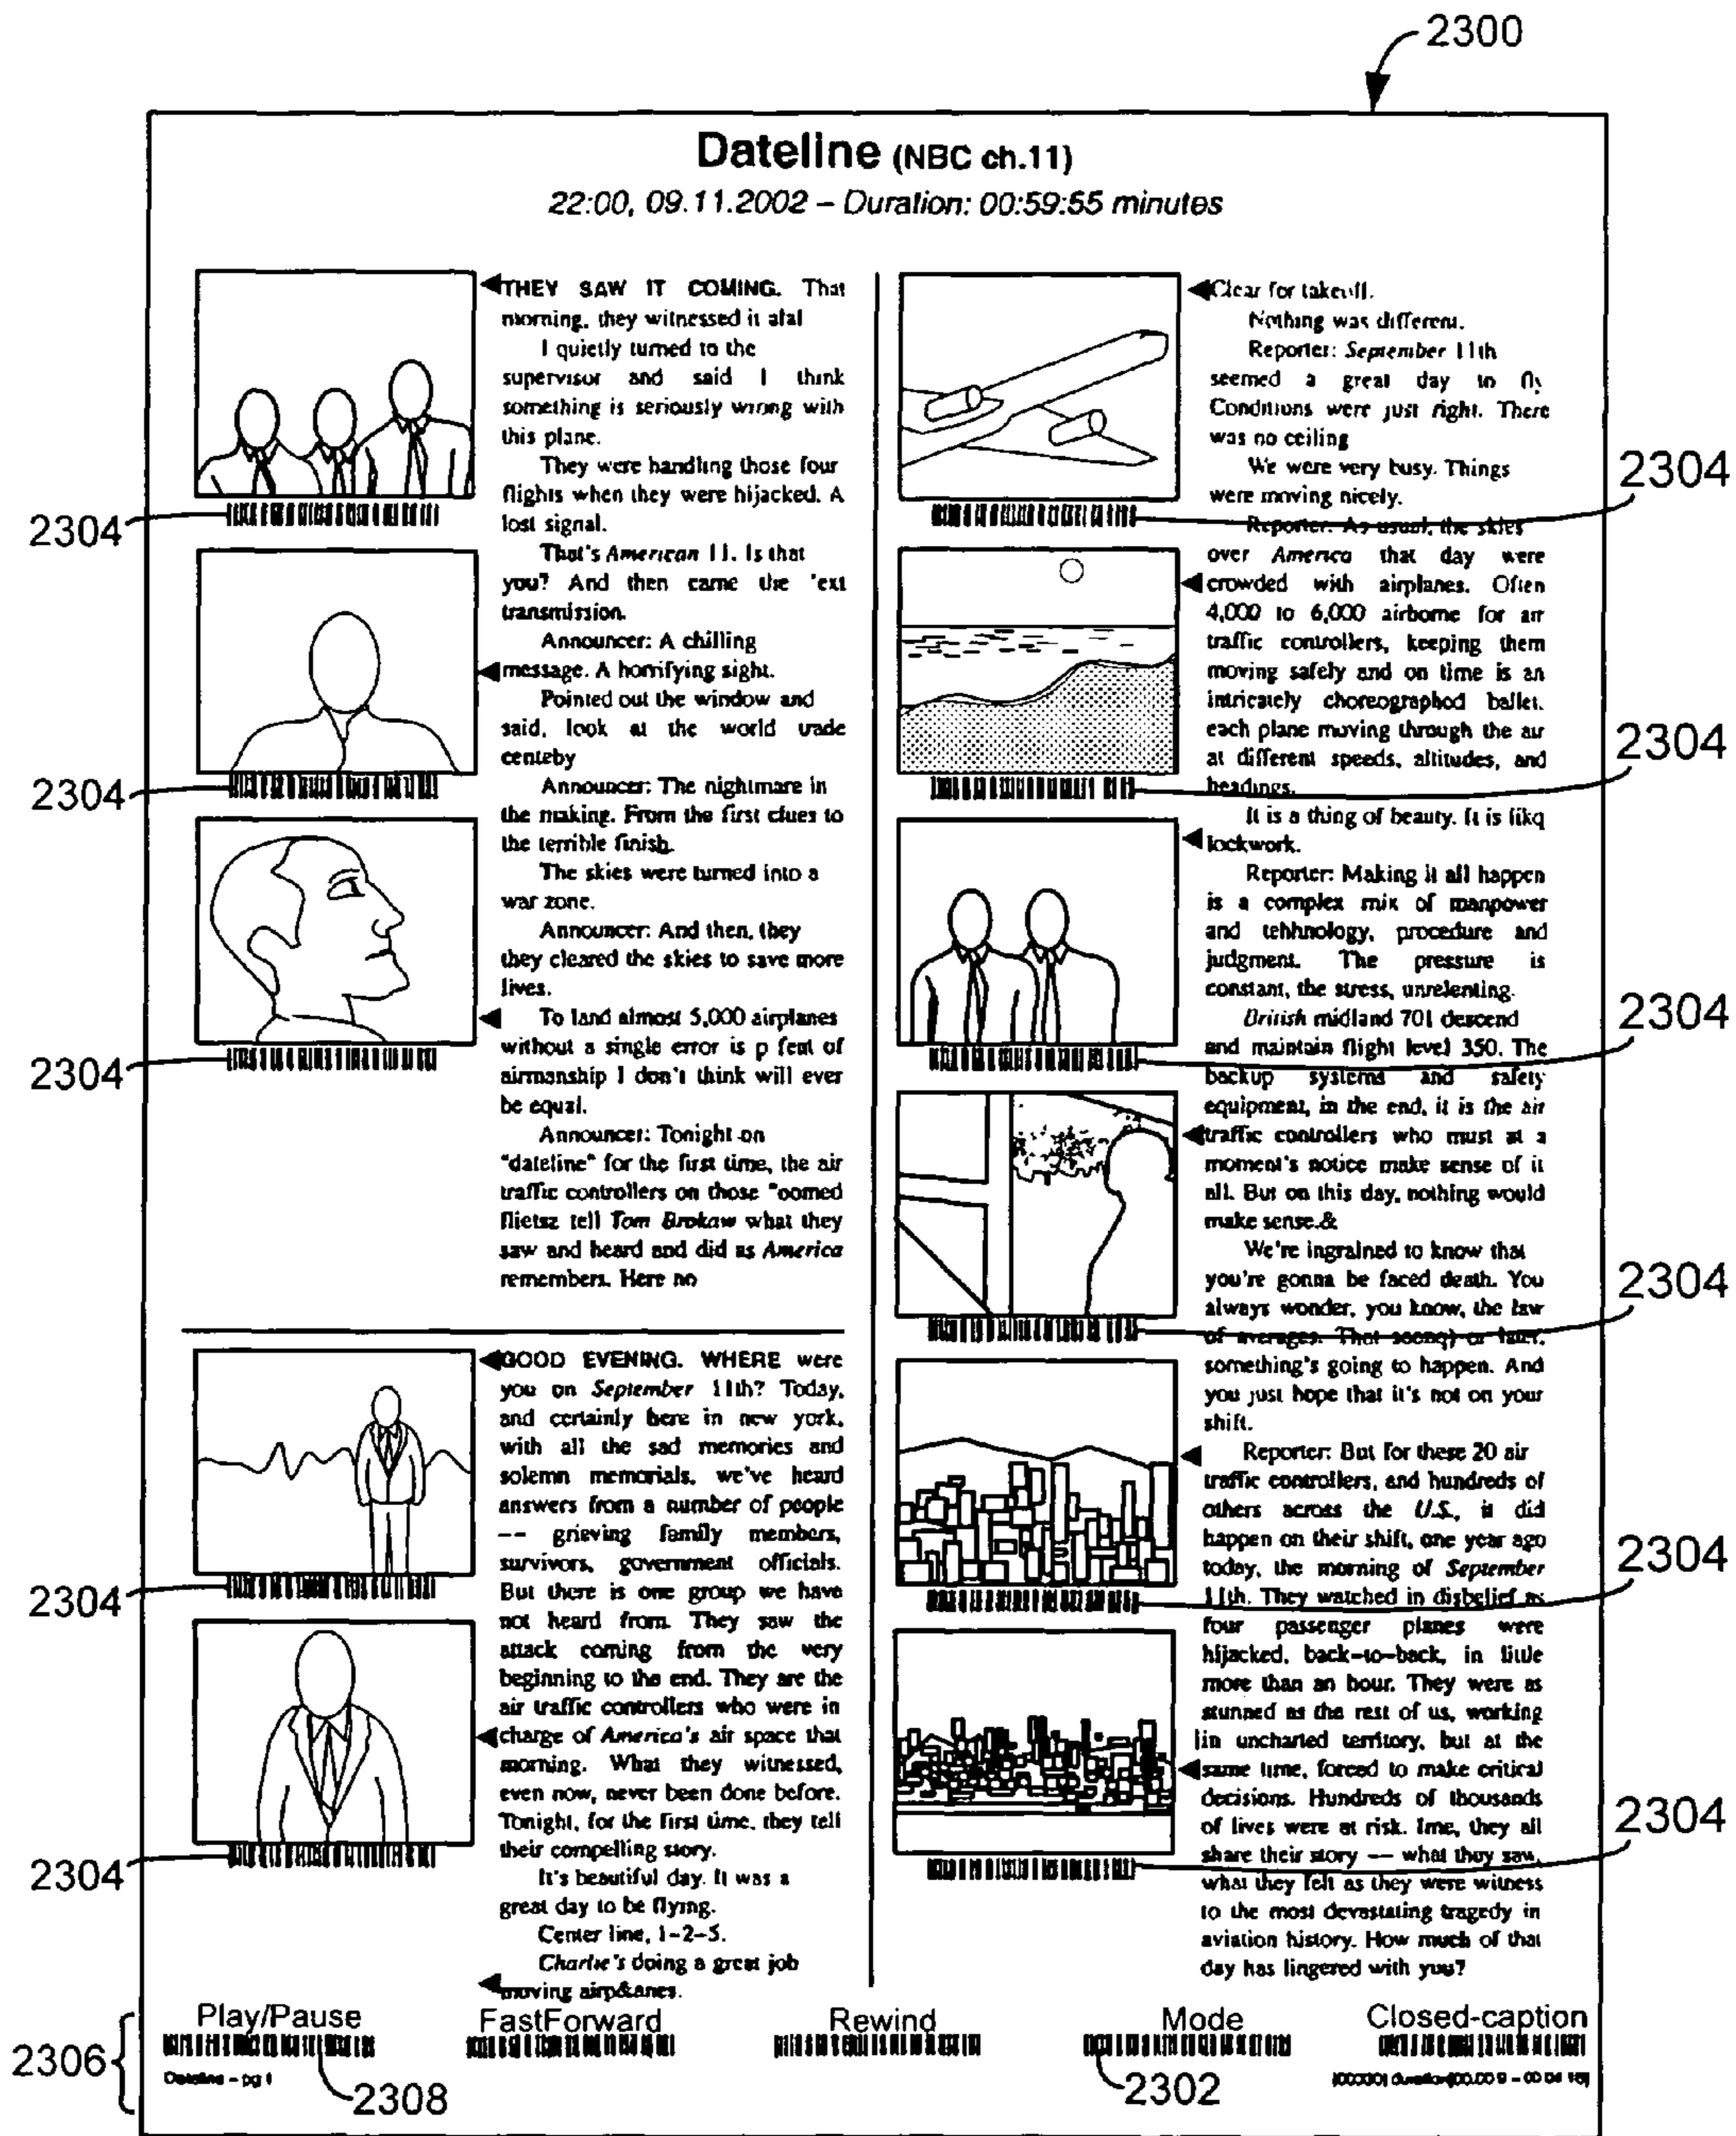 2300
Dateline (NBC ch.11)
22:00, 09.11.2002 – Duration: 00:59:55 minutes
THEY SAW IT COMING. That
morning, they witnessed it alal
I quietly turned to the
supervisor and said I think
something is seriously wrong with
this plane.
They were handling those four
flights when they were hijacked. A
lost signal.
That's American 11. Is that
you? And then came the 'ext
transmission.
Announcer: A chilling
message. A horrifying sight.
Pointed out the window and
said, look at the world trade
centeby
Announcer: The nightmare in
the making. From the first clues to
the terrible finish.
The skies were turned into a
war zone.
Announcer: And then, they
they cleared the skies to save more
lives.
To land almost 5,000 airplanes
without a single error is p feat of
airmanship I don't think will ever
be equal.
Announcer: Tonight on
"dateline" for the first time, the air
traffic controllers on those "oomed
flietsz tell Tom Brokaw what they
saw and heard and did as America
remembers. Here no
2304
2304
2304
GOOD EVENING. WHERE were
you on September 11th? Today,
and certainly here in new york,
with all the sad memories and
solemn memorials, we've heard
answers from a number of people
-- grieving family members,
survivors, government officials.
But there is one group we have
not heard from. They saw the
attack coming from the very
beginning to the end. They are the
air traffic controllers who were in
charge of America's air space that
morning. What they witnessed,
even now, never been done before.
Tonight, for the first time, they tell
their compelling story.
It's beautiful day. It was a
great day to be flying.
Center line, 1-2-5.
Charlie's doing a great job
moving airp&anes.
2304
2304
Clear for takeoff.
Nothing was different.
Reporter: September 11th
seemed a great day to fly
Conditions were just right. There
was no ceiling
We were very busy. Things
were moving nicely.
Reporter: As usual, the skies
over America that day were
crowded with airplanes. Often
4,000 to 6,000 airborne for air
traffic controllers, keeping them
moving safely and on time is an
intricately choreographed ballet,
each plane moving through the air
at different speeds, altitudes, and
headings.
It is a thing of beauty. It is likq
lockwork.
Reporter: Making it all happen
is a complex mix of manpower
and tehhnology, procedure and
judgment. The pressure is
constant, the stress, unrelenting.
British midland 701 descend
and maintain flight level 350. The
backup systems and safety
equipment, in the end, it is the air
traffic controllers who must at a
moment's notice make sense of it
all. But on this day, nothing would
make sense.&
We're ingrained to know that
you're gonna be faced death. You
always wonder, you know, the law
of averages. That or later,
something's going to happen. And
you just hope that it's not on your
shift.
Reporter: But for these 20 air
traffic controllers, and hundreds of
others across the U.S., it did
happen on their shift, one year ago
today, the morning of September
11th. They watched in disbelief as
four passenger planes were
hijacked, back-to-back, in little
more than an hour. They were as
stunned as the rest of us, working
in uncharted territory, but at the
same time, forced to make critical
decisions. Hundreds of thousands
of lives were at risk. Ime, they all
share their story -- what they saw,
what they felt as they were witness
to the most devastating tragedy in
aviation history. How much of that
day has lingered with you?
2304
2304
2304
2304
2304
2304
Play/Pause FastForward Rewind Mode Closed-caption
2306
Dateline - pg 1
2308
2302